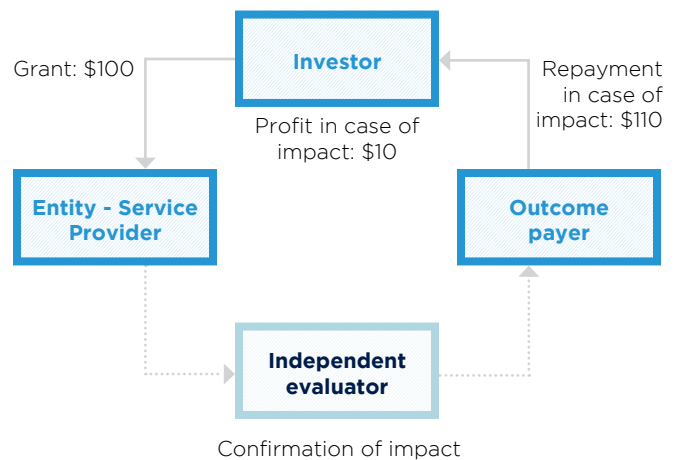 Investor
Grant: $100
Repayment
in case of
impact: $110
Profit in case of
impact: $10
Entity - Service
Provider
Outcome
payer
Independent
evaluator
Confirmation of impact